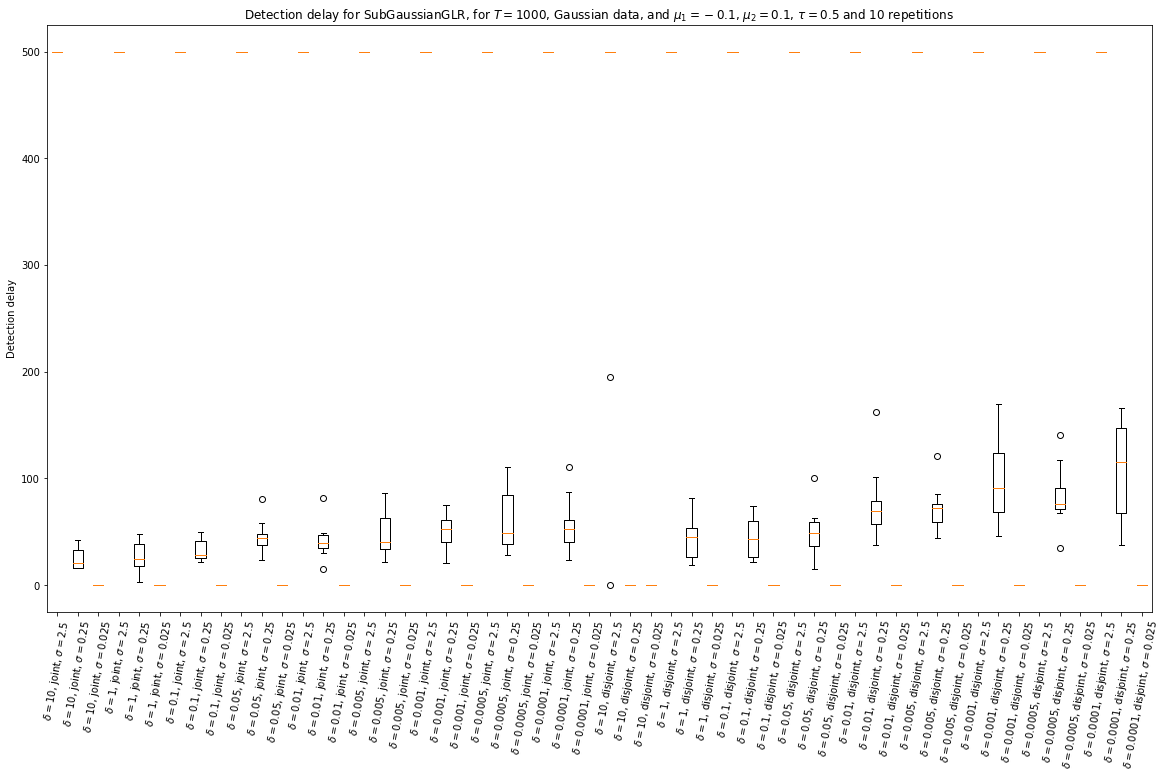 Detection delay for SubGaussianGLR, for T = 1000, Gaussian data, and μ₁ = −0.1, μ₂ = 0.1, τ = 0.5 and 10 repetitions
Detection delay
500
400
300
200
100
0
δ = 10, joint, σ = 2.5
δ = 10, joint, σ = 0.25
δ = 10, joint, σ = 0.025
δ = 1, joint, σ = 2.5
δ = 1, joint, σ = 0.25
δ = 1, joint, σ = 0.025
δ = 0.1, joint, σ = 2.5
δ = 0.1, joint, σ = 0.25
δ = 0.1, joint, σ = 0.025
δ = 0.05, joint, σ = 2.5
δ = 0.05, joint, σ = 0.25
δ = 0.05, joint, σ = 0.025
δ = 0.01, joint, σ = 2.5
δ = 0.01, joint, σ = 0.25
δ = 0.01, joint, σ = 0.025
δ = 0.005, joint, σ = 2.5
δ = 0.005, joint, σ = 0.25
δ = 0.005, joint, σ = 0.025
δ = 0.001, joint, σ = 2.5
δ = 0.001, joint, σ = 0.25
δ = 0.001, joint, σ = 0.025
δ = 0.0005, joint, σ = 2.5
δ = 0.0005, joint, σ = 0.25
δ = 0.0005, joint, σ = 0.025
δ = 0.0001, joint, σ = 2.5
δ = 0.0001, joint, σ = 0.25
δ = 0.0001, joint, σ = 0.025
δ = 10, disjoint, σ = 2.5
δ = 10, disjoint, σ = 0.25
δ = 10, disjoint, σ = 0.025
δ = 1, disjoint, σ = 2.5
δ = 1, disjoint, σ = 0.25
δ = 1, disjoint, σ = 0.025
δ = 0.1, disjoint, σ = 2.5
δ = 0.1, disjoint, σ = 0.25
δ = 0.1, disjoint, σ = 0.025
δ = 0.05, disjoint, σ = 2.5
δ = 0.05, disjoint, σ = 0.25
δ = 0.05, disjoint, σ = 0.025
δ = 0.01, disjoint, σ = 2.5
δ = 0.01, disjoint, σ = 0.25
δ = 0.01, disjoint, σ = 0.025
δ = 0.005, disjoint, σ = 2.5
δ = 0.005, disjoint, σ = 0.25
δ = 0.005, disjoint, σ = 0.025
δ = 0.001, disjoint, σ = 2.5
δ = 0.001, disjoint, σ = 0.25
δ = 0.001, disjoint, σ = 0.025
δ = 0.0005, disjoint, σ = 2.5
δ = 0.0005, disjoint, σ = 0.25
δ = 0.0005, disjoint, σ = 0.025
δ = 0.0001, disjoint, σ = 2.5
δ = 0.0001, disjoint, σ = 0.25
δ = 0.0001, disjoint, σ = 0.025